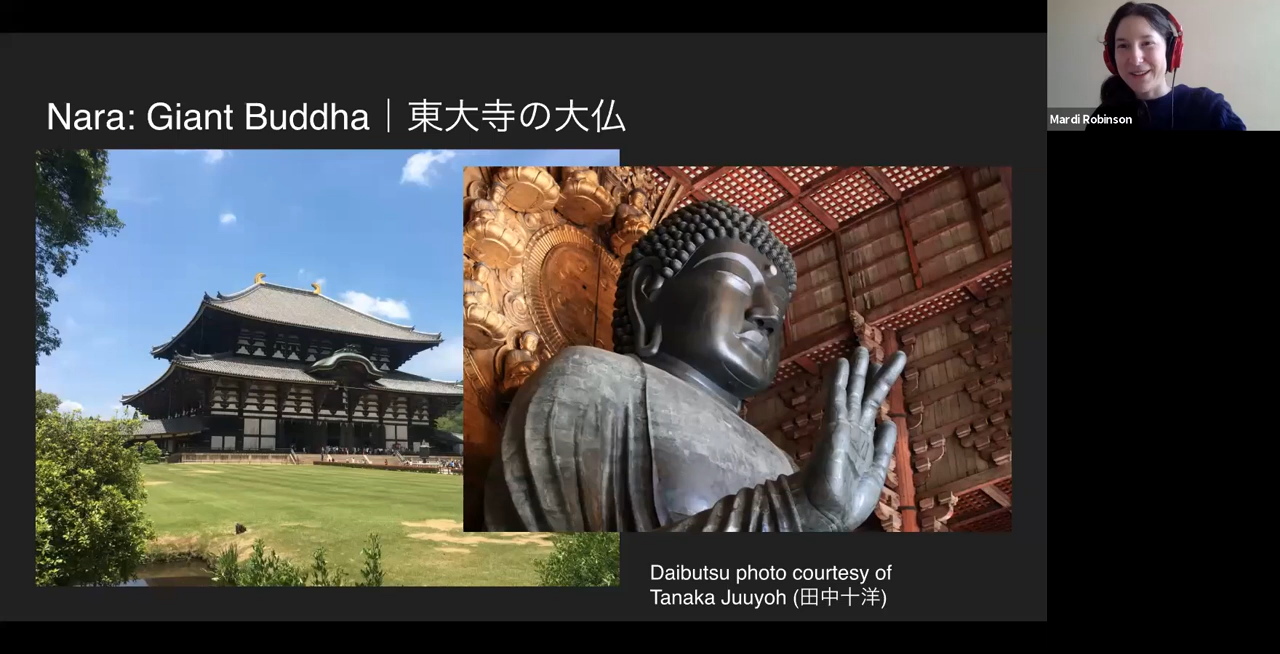 Nara: Giant Buddha｜東大寺の大仏
Mardi Robinson
Daibutsu photo courtesy of
Tanaka Juuyoh (田中十洋)